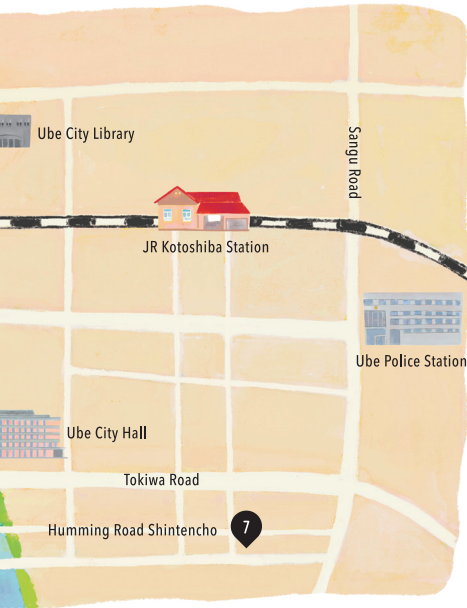 Ube City Library
Sangu Road
JR Kotoshiba Station
Ube Police Station
Ube City Hall
Tokiwa Road
Humming Road Shintencho
7